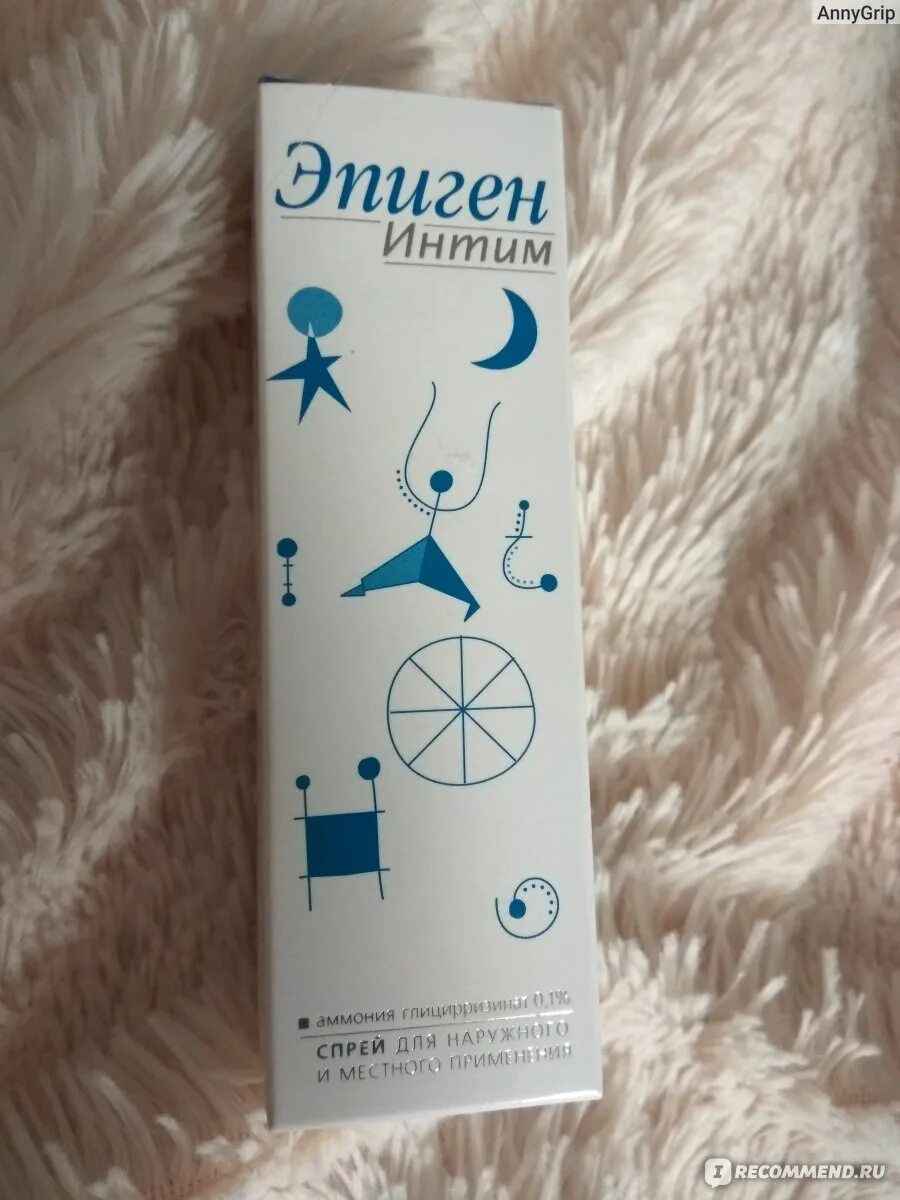 AnnyGrip
Эпиген
Интим
аммония глицирризинат 0,1%
СПРЕЙ ДЛЯ НАРУЖНОГО
И МЕСТНОГО ПРИМЕНЕНИЯ
I RECOMMEND.RU